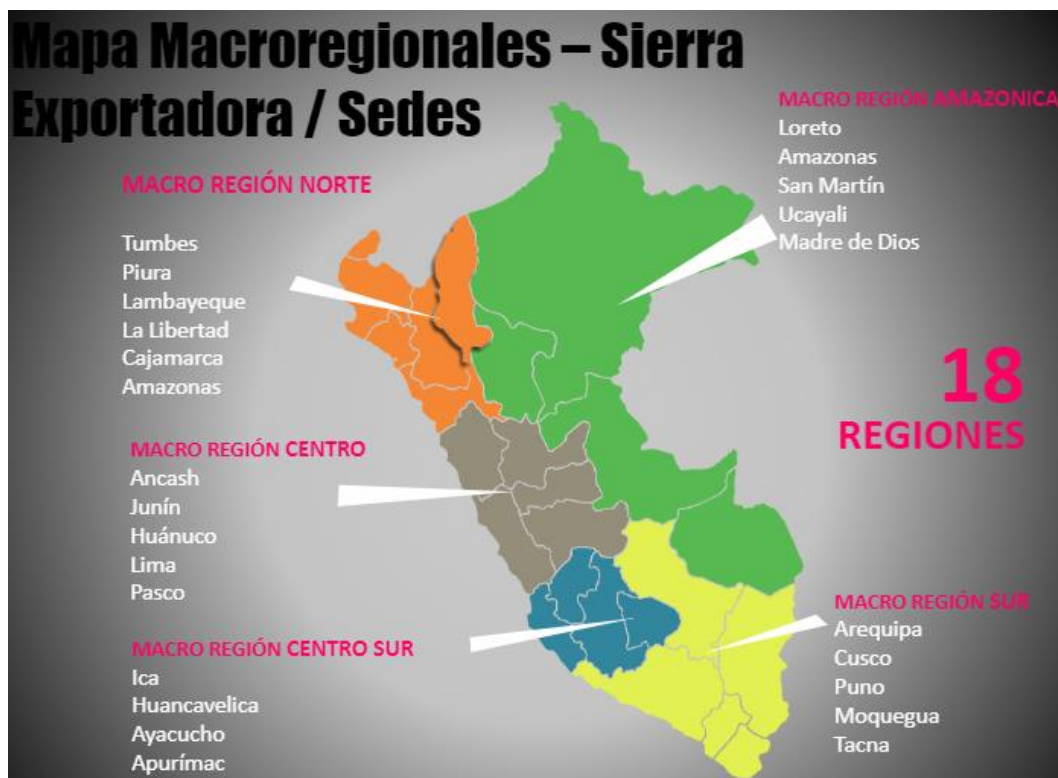 Mapa Macroregionales – Sierra
Exportadora / Sedes
MACRO REGIÓN NORTE
Tumbes
Piura
Lambayeque
La Libertad
Cajamarca
Amazonas
MACRO REGIÓN CENTRO
Ancash
Junín
Huánuco
Lima
Pasco
MACRO REGIÓN CENTRO SUR
Ica
Huancavelica
Ayacucho
Apurímac
MACRO REGIÓN AMAZONICA
Loreto
Amazonas
San Martín
Ucayali
Madre de Dios
18
REGIONES
MACRO REGIÓN SUR
Arequipa
Cusco
Puno
Moquegua
Tacna